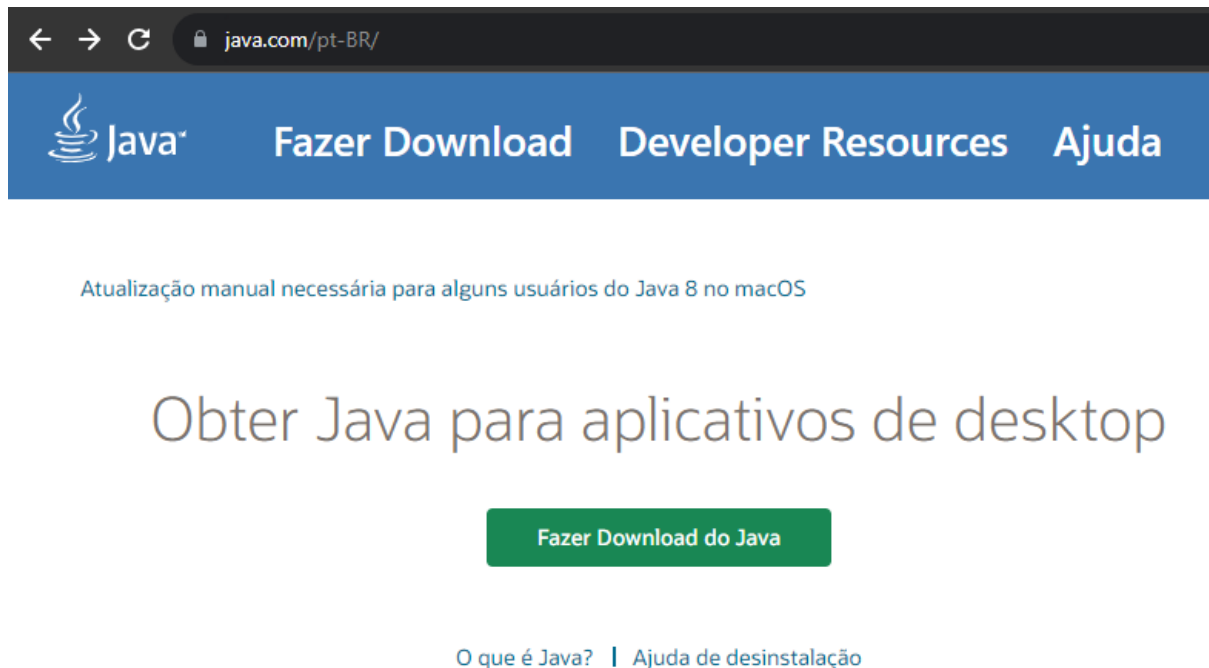 java.com/pt-BR/
Java Fazer Download Developer Resources Ajuda
Atualização manual necessária para alguns usuários do Java 8 no macOS
Obter Java para aplicativos de desktop
Fazer Download do Java
O que é Java? | Ajuda de desinstalação